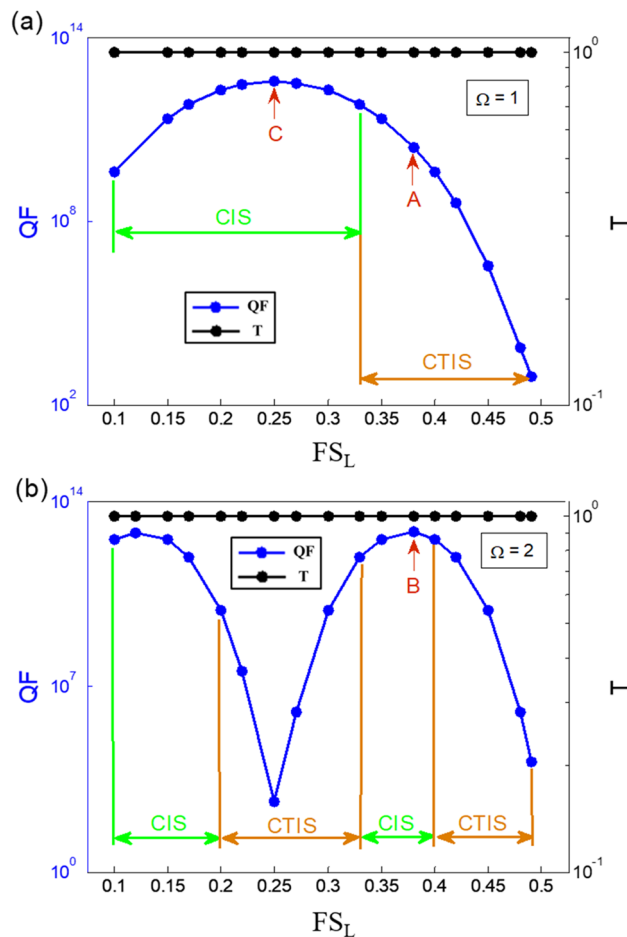 (a)
10^14
10^0
Ω = 1
C
A
QF
10^8
CIS
T
QF
T
CTIS
10^2
10^-1
0.1 0.15 0.2 0.25 0.3 0.35 0.4 0.45 0.5
FS_L
(b)
10^14
10^0
QF
T
Ω = 2
B
QF
10^7
T
CIS CTIS CIS CTIS
10^0
10^-1
0.1 0.15 0.2 0.25 0.3 0.35 0.4 0.45 0.5
FS_L